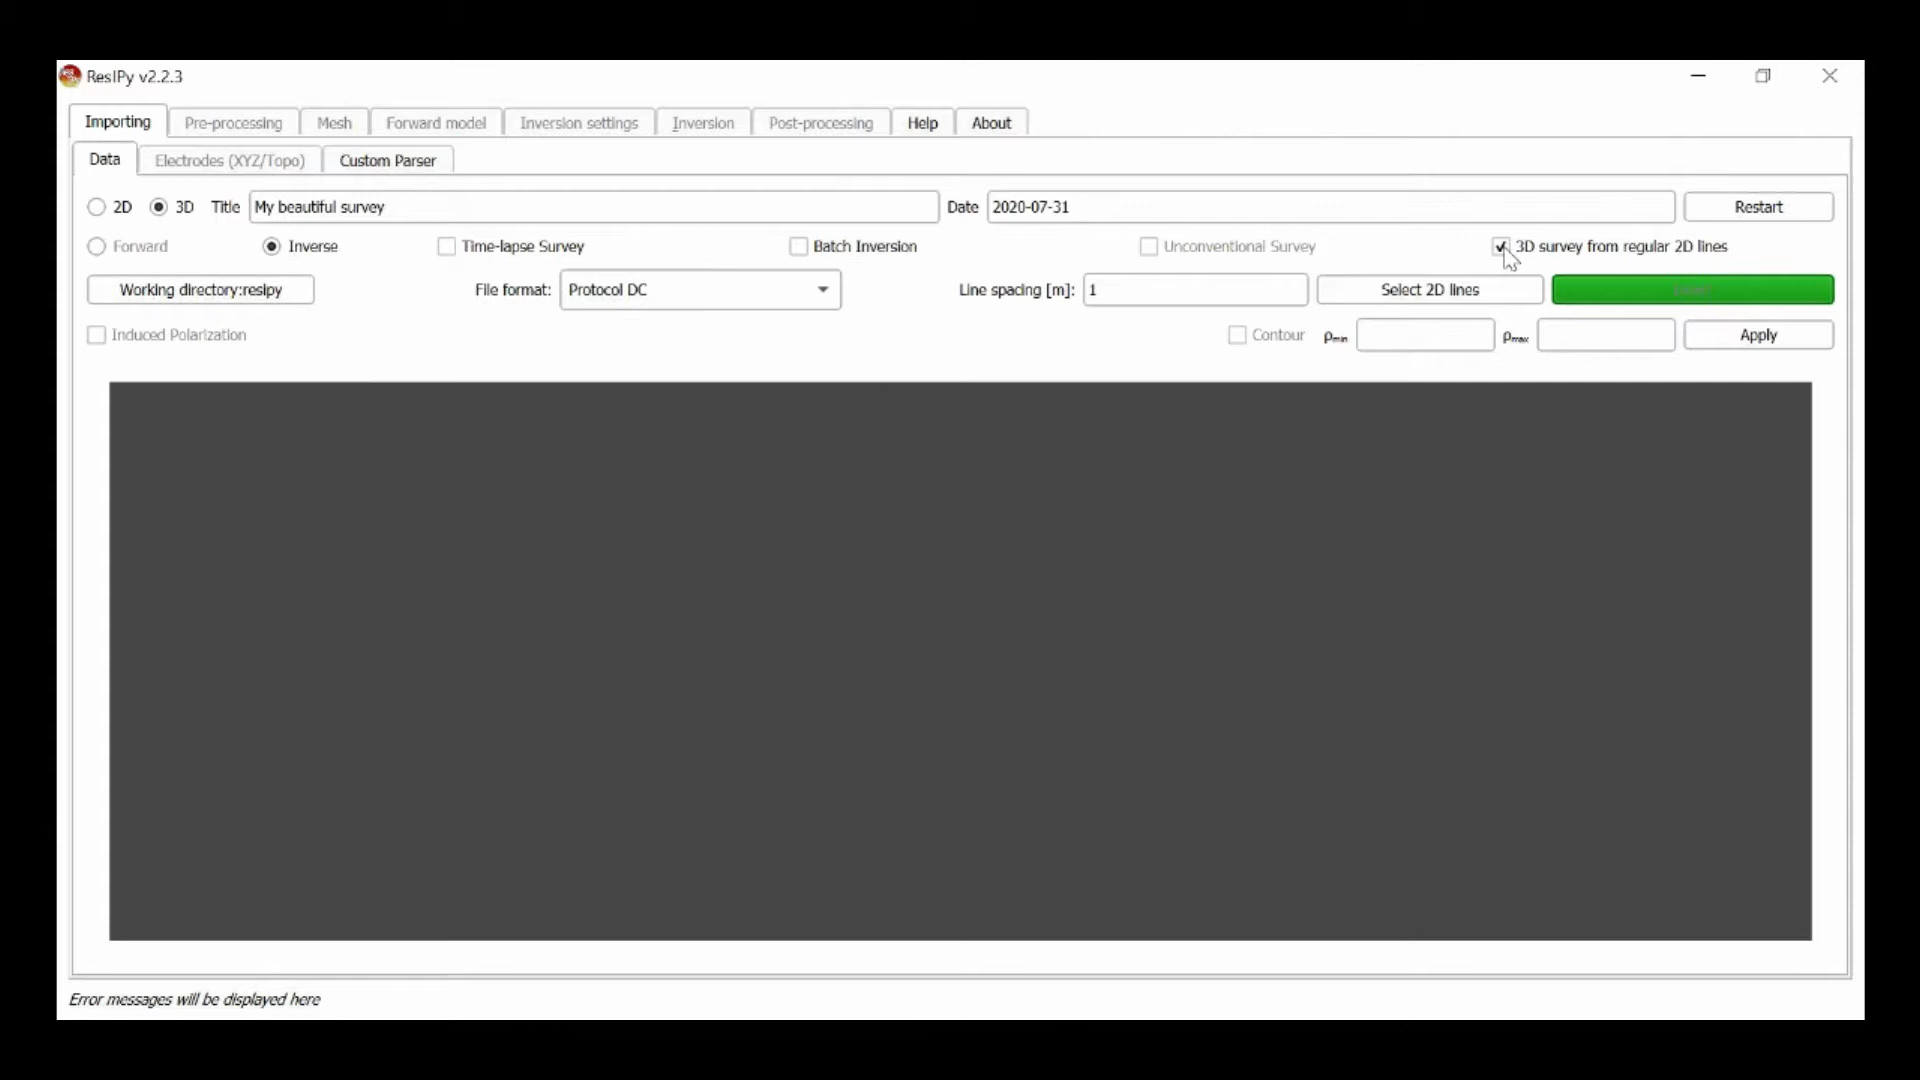 ResIPy v2.2.3
Importing Pre-processing Mesh Forward model Inversion settings Inversion Post-processing Help About
Data Electrodes (XYZ/Topo) Custom Parser
2D 3D Title My beautiful survey Date 2020-07-31 Restart
Forward Inverse Time-lapse Survey Batch Inversion Unconventional Survey 3D survey from regular 2D lines
Working directory:resipy File format: Protocol DC Line spacing [m]: 1 Select 2D lines
Induced Polarization Contour ρmin ρmax Apply
Error messages will be displayed here